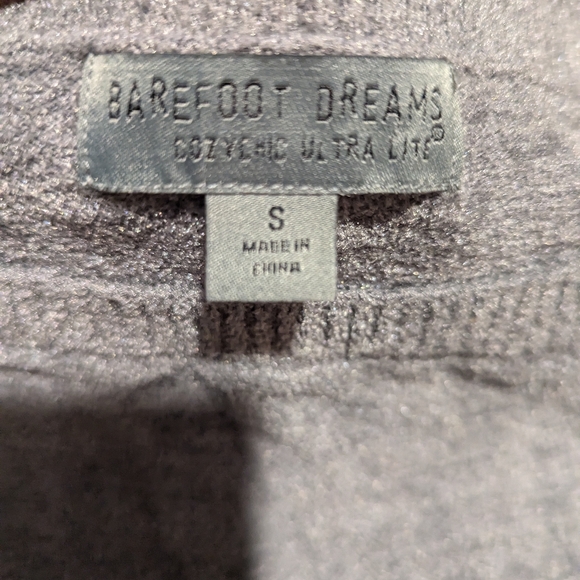 BAREFOOT DREAMS
COZYCHIC ULTRA LITE®
S
MADE IN
CHINA